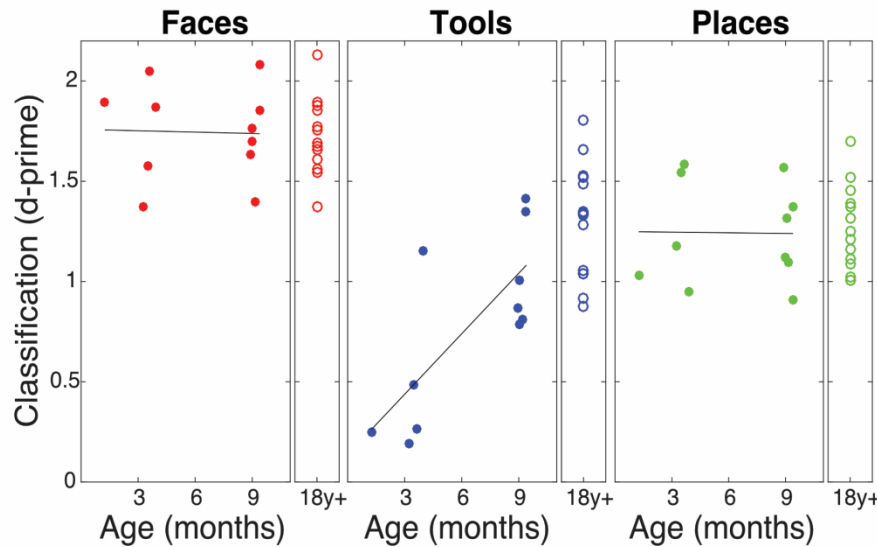 Faces
Tools
Places
Classification (d-prime)
2
1.5
1
0.5
0
3 6 9 18y+ 3 6 9 18y+ 3 6 9 18y+
Age (months) Age (months) Age (months)